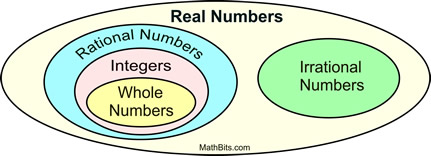 Real Numbers
Rational Numbers
Integers
Whole
Numbers
Irrational
Numbers
MathBits.com